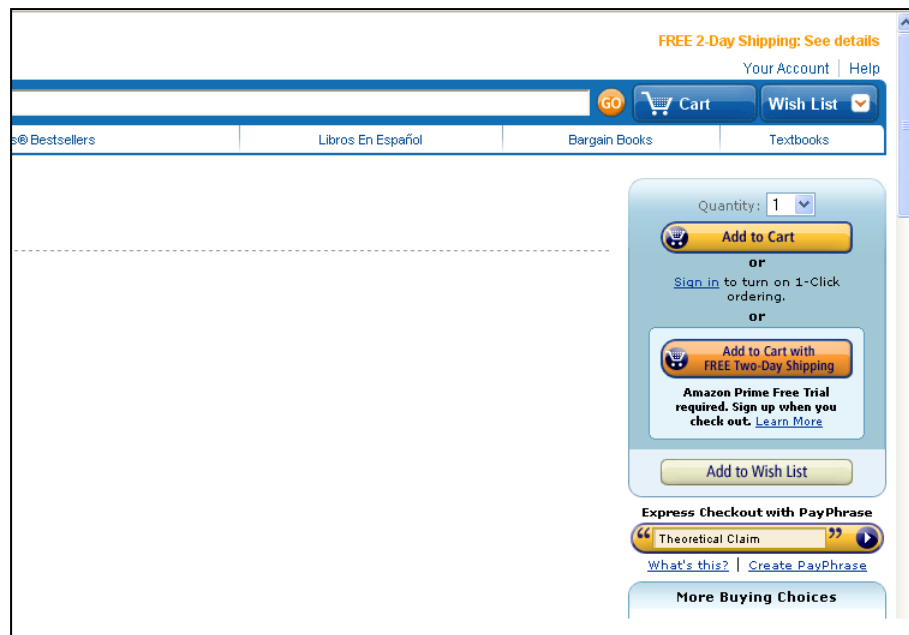 FREE 2-Day Shipping: See details
Your Account | Help
GO Cart Wish List
s® Bestsellers Libros En Español Bargain Books Textbooks
Quantity: 1
Add to Cart
or
Sign in to turn on 1-Click
ordering.
or
Add to Cart with
FREE Two-Day Shipping
Amazon Prime Free Trial
required. Sign up when you
check out. Learn More
Add to Wish List
Express Checkout with PayPhrase
“ Theoretical Claim ”
What's this? | Create PayPhrase
More Buying Choices